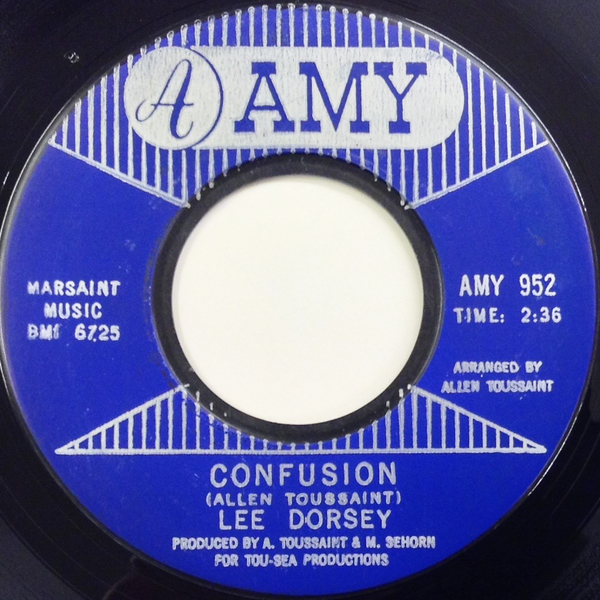 A AMY
MARSAINT
MUSIC
BMI 6725
AMY 952
TIME: 2:36
ARRANGED BY
ALLEN TOUSSAINT
CONFUSION
(ALLEN TOUSSAINT)
LEE DORSEY
PRODUCED BY A. TOUSSAINT & M. SEHORN
FOR TOU-SEA PRODUCTIONS